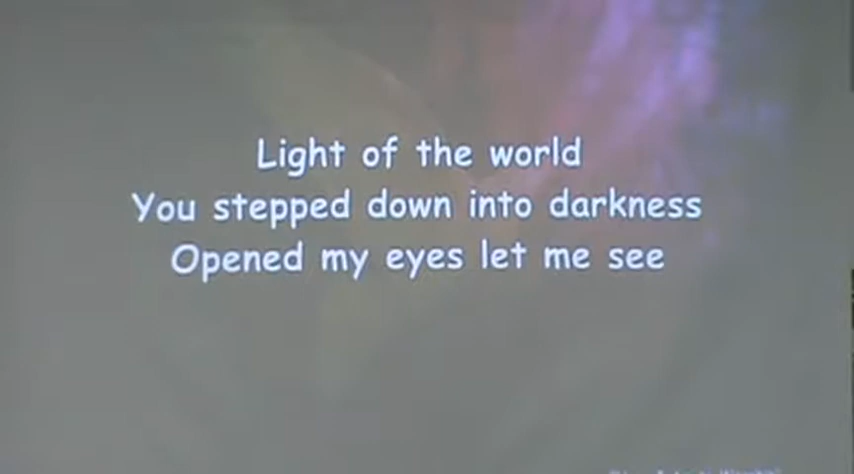 Light of the world
You stepped down into darkness
Opened my eyes let me see